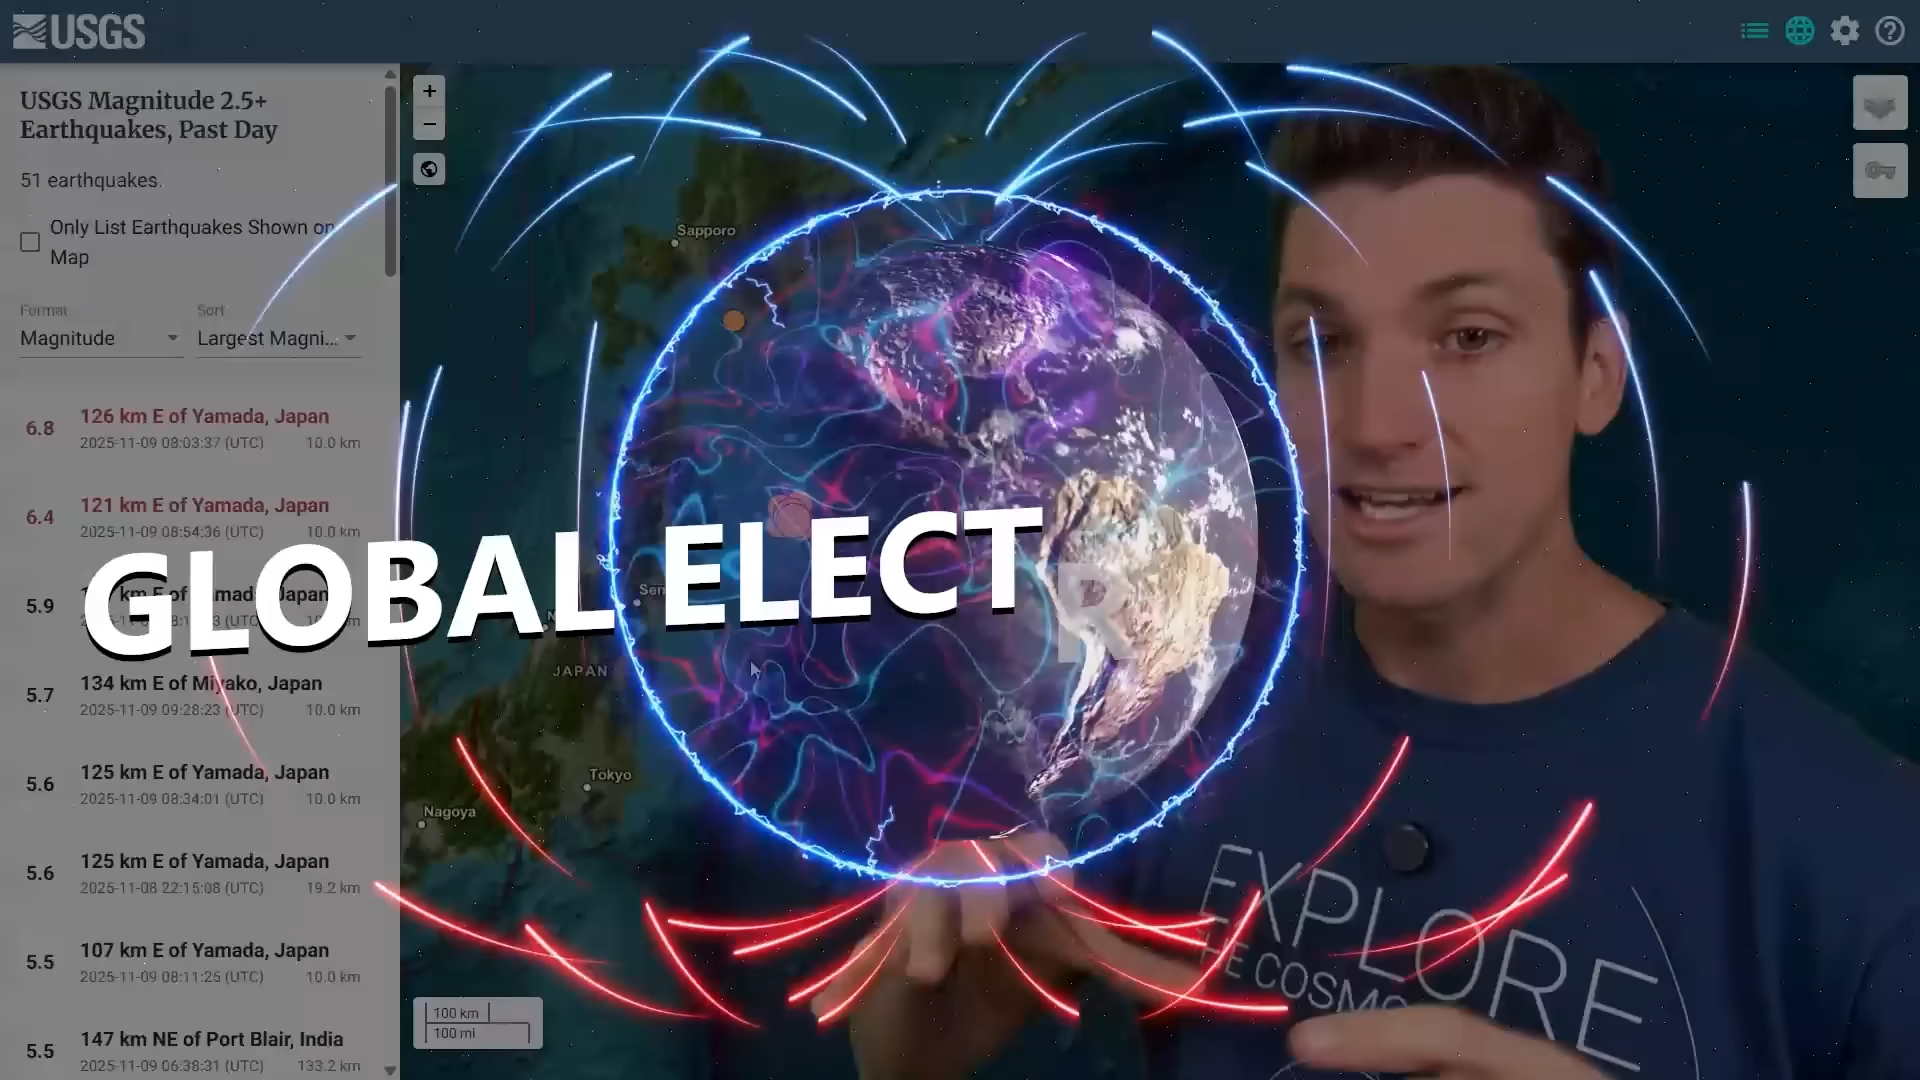 USGS
USGS Magnitude 2.5+
Earthquakes, Past Day
51 earthquakes.
Only List Earthquakes Shown on
Map
Format
Sort
Magnitude
Largest Magni...
6.8
126 km E of Yamada, Japan
2025-11-09 08:03:37 (UTC)
10.0 km
6.4
121 km E of Yamada, Japan
2025-11-09 08:54:36 (UTC)
10.0 km
5.9
km E of Yamada, Japan
5.7
134 km E of Miyako, Japan
2025-11-09 09:28:23 (UTC)
10.0 km
5.6
125 km E of Yamada, Japan
2025-11-09 08:34:01 (UTC)
10.0 km
5.6
125 km E of Yamada, Japan
2025-11-08 22:15:08 (UTC)
19.2 km
5.5
107 km E of Yamada, Japan
2025-11-09 08:11:25 (UTC)
10.0 km
5.5
147 km NE of Port Blair, India
2025-11-09 06:38:31 (UTC)
133.2 km
+
−
Sapporo
Sen
JAPAN
Tokyo
Nagoya
100 km
100 mi
GLOBAL ELECTR
EXPLORE
THE COSMO